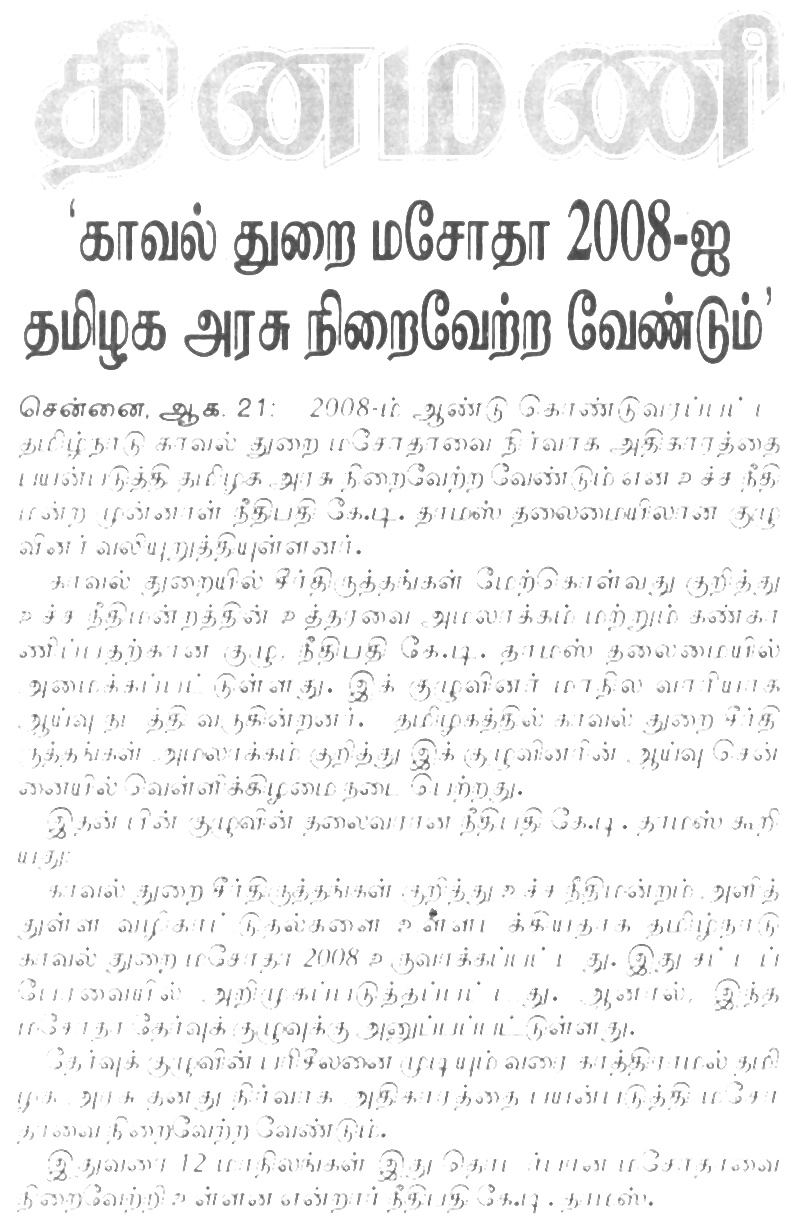 தினமணி
‘காவல் துறை மசோதா 2008-ஐ
தமிழக அரசு நிறைவேற்ற வேண்டும்’
சென்னை, ஆக. 21: 2008-ம் ஆண்டு கொண்டுவரப்பட்ட
தமிழ்நாடு காவல் துறை மசோதாவை நிர்வாக அதிகாரத்தை
பயன்படுத்தி தமிழக அரசு நிறைவேற்ற வேண்டும் என உச்ச நீதி
மன்ற முன்னாள் நீதிபதி கே.டி. தாமஸ் தலைமையிலான குழு
வினர் வலியுறுத்தியுள்ளனர்.
காவல் துறையில் சீர்திருத்தங்கள் மேற்கொள்வது குறித்து
உச்ச நீதிமன்றத்தின் உத்தரவை அமலாக்கம் மற்றும் கண்கா
ணிப்பதற்கான குழு, நீதிபதி கே.டி. தாமஸ் தலைமையில்
அமைக்கப்பட்டுள்ளது. இக் குழுவினர் மாநில வாரியாக
ஆய்வு நடத்தி வருகின்றனர். தமிழகத்தில் காவல் துறை சீர்தி
ருத்தங்கள் அமலாக்கம் குறித்து இக் குழுவினரின் ஆய்வு சென்
னையில் வெள்ளிக்கிழமை நடைபெற்றது.
இதன் பின் குழுவின் தலைவரான நீதிபதி கே.டி. தாமஸ் கூறி
யது:
காவல் துறை சீர்திருத்தங்கள் குறித்து உச்ச நீதிமன்றம் அளித்
துள்ள வழிகாட்டுதல்களை உள்ளடக்கியதாக தமிழ்நாடு
காவல் துறை மசோதா 2008 உருவாக்கப்பட்டது. இது சட்டப்
பேரவையில் அறிமுகப்படுத்தப்பட்டது. ஆனால், இந்த
மசோதா தேர்வுக் குழுவுக்கு அனுப்பப்பட்டுள்ளது.
தேர்வுக் குழுவின் பரிசீலனை முடியும் வரை காத்திராமல் தமி
ழக அரசு தனது நிர்வாக அதிகாரத்தை பயன்படுத்தி மசோ
தாவை நிறைவேற்ற வேண்டும்.
இதுவரை 12 மாநிலங்கள் இது தொடர்பான மசோதாவை
நிறைவேற்றி உள்ளன என்றார் நீதிபதி கே.டி. தாமஸ்.